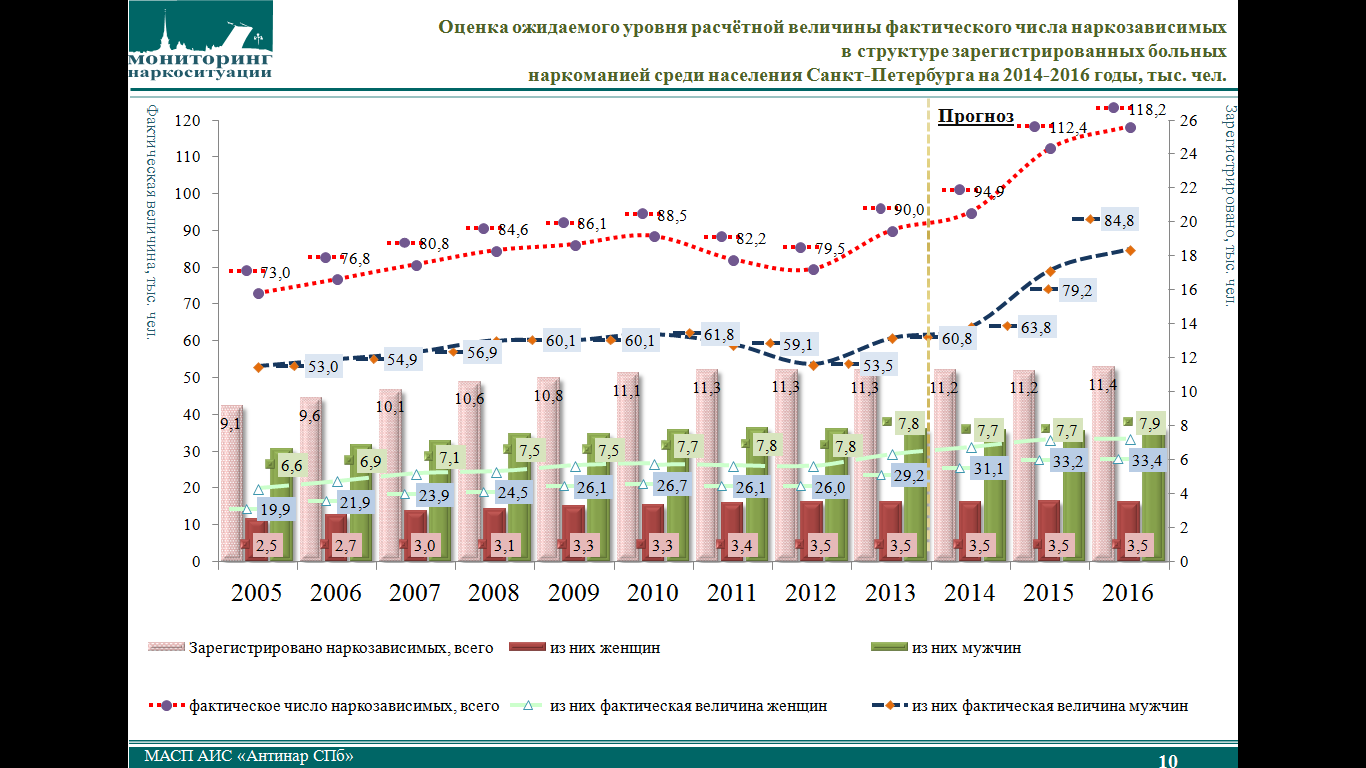 мониторинг
наркоситуации
Оценка ожидаемого уровня расчётной величины фактического числа наркозависимых
в структуре зарегистрированных больных
наркоманией среди населения Санкт-Петербурга на 2014-2016 годы, тыс. чел.
Прогноз
Фактическая величина, тыс. чел.
Зарегистрировано, тыс. чел.
120
110
100
90
80
70
60
50
40
30
20
10
0
26
24
22
20
18
16
14
12
10
8
6
4
2
0
73,0 76,8 80,8 84,6 86,1 88,5 82,2 79,5 90,0 94,9 112,4 118,2
53,0 54,9 56,9 60,1 60,1 61,8 59,1 53,5 60,8 63,8 79,2 84,8
9,1 9,6 10,1 10,6 10,8 11,1 11,3 11,3 11,3 11,2 11,2 11,4
6,6 6,9 7,1 7,5 7,5 7,7 7,8 7,8 7,8 7,7 7,7 7,9
19,9 21,9 23,9 24,5 26,1 26,7 26,1 26,0 29,2 31,1 33,2 33,4
2,5 2,7 3,0 3,1 3,3 3,3 3,4 3,5 3,5 3,5 3,5 3,5
2005 2006 2007 2008 2009 2010 2011 2012 2013 2014 2015 2016
Зарегистрировано наркозависимых, всего
из них женщин
из них мужчин
фактическое число наркозависимых, всего
из них фактическая величина женщин
из них фактическая величина мужчин
МАСП АИС «Антинар СПб»
10